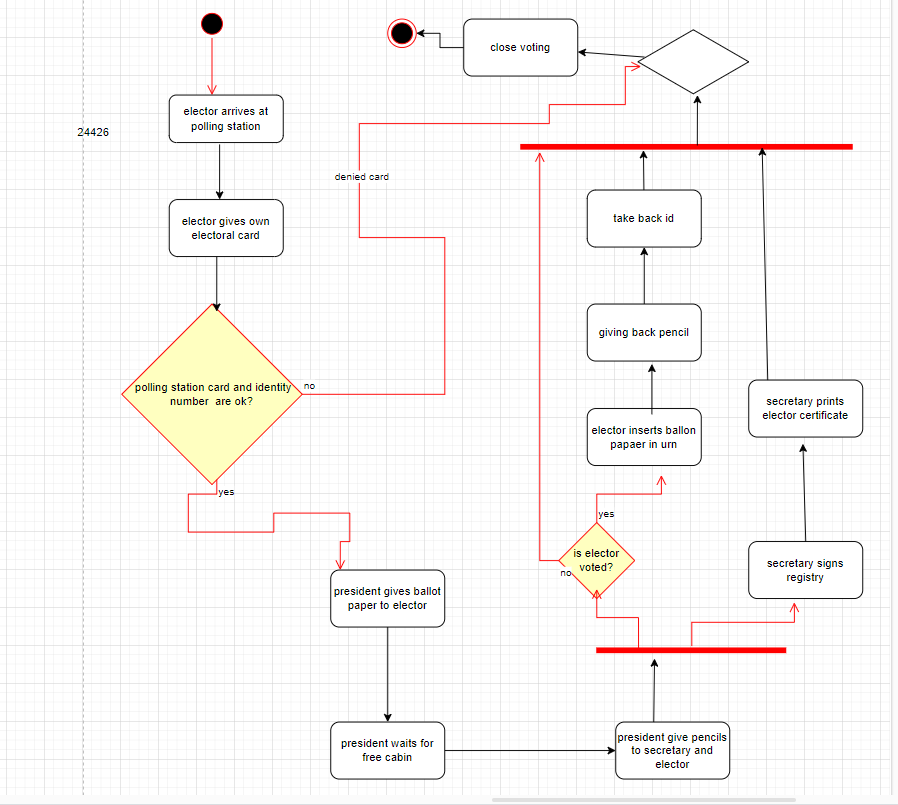 close voting
elector arrives at
polling station
24426
denied card
elector gives own
electoral card
take back id
giving back pencil
polling station card and identity
number are ok?
no
secretary prints
elector certificate
elector inserts ballon
papaer in urn
yes
yes
is elector
voted?
no
secretary signs
registry
president gives ballot
paper to elector
president waits for
free cabin
president give pencils
to secretary and
elector